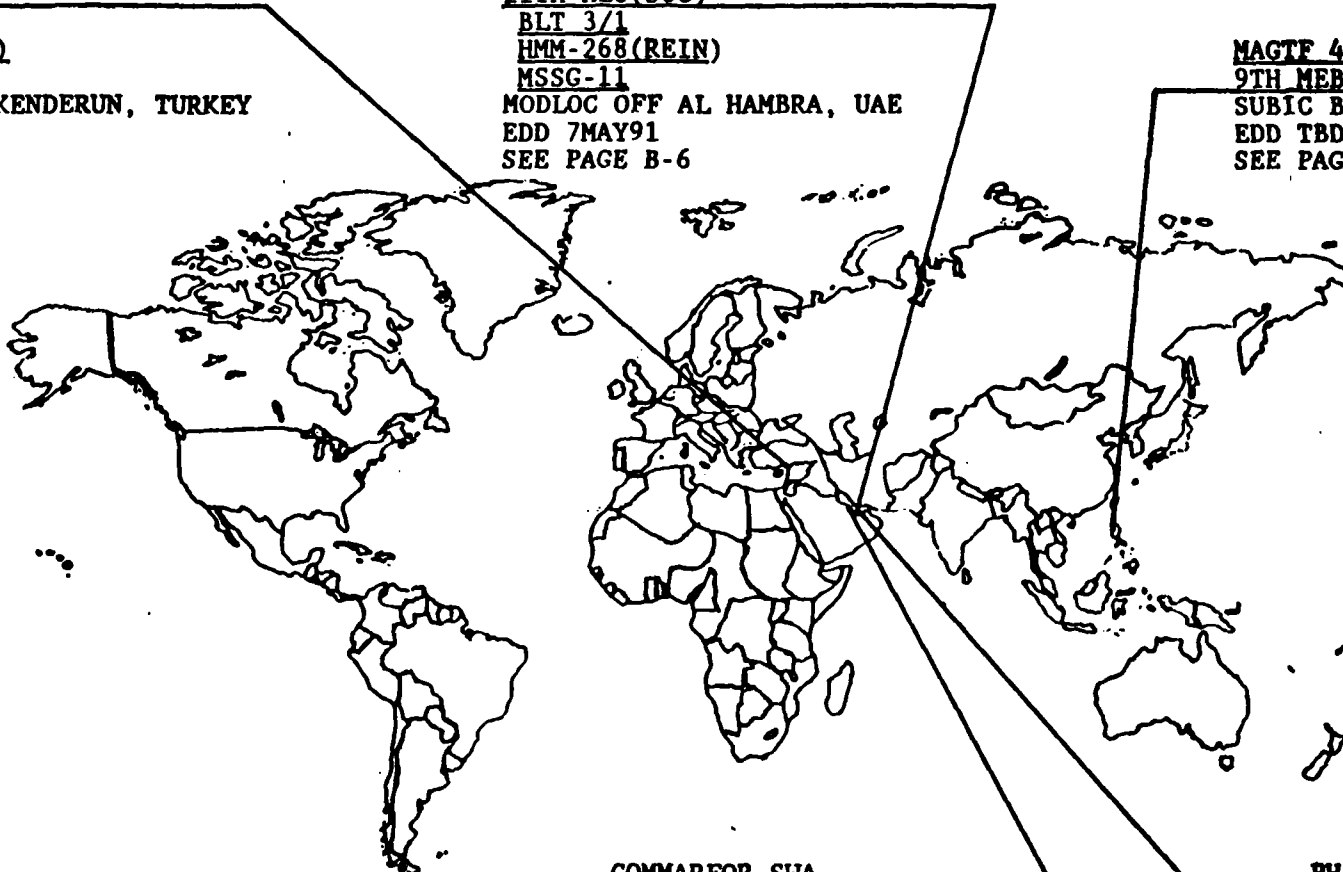 BLT 3/1
HMM-268(REIN)
MSSG-11
MODLOC OFF AL HAMBRA, UAE
EDD 7MAY91
SEE PAGE B-6
KENDERUN, TURKEY
MAGTF 4
9TH MEB
SUBIC B
EDD TBD
SEE PAG
COMMARFOR SWA